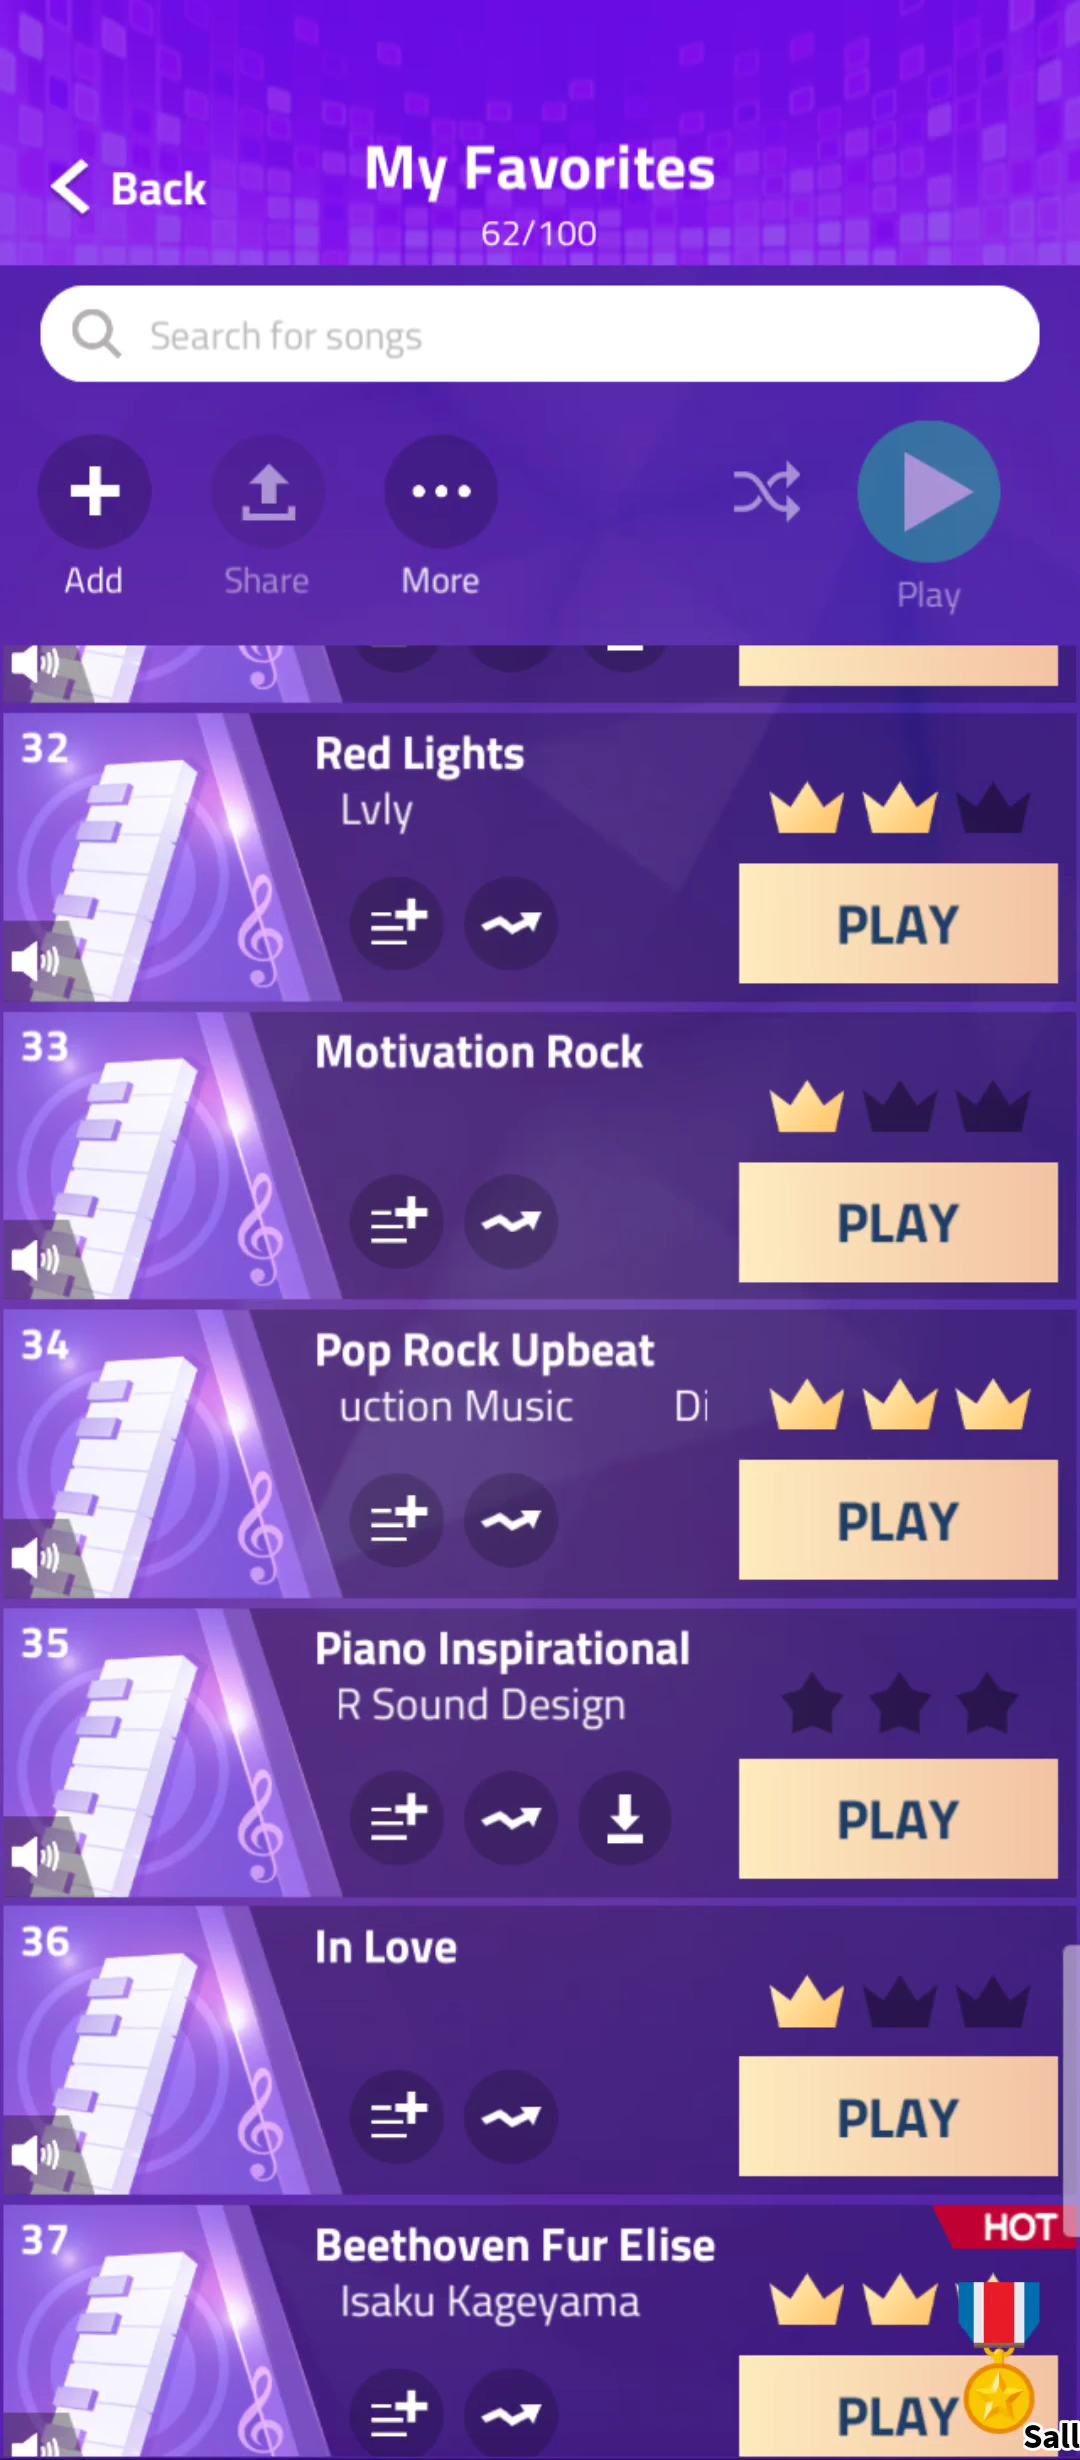 Back
My Favorites
62/100
Search for songs
Add
Share
More
Play
32
Red Lights
Lvly
PLAY
33
Motivation Rock
PLAY
34
Pop Rock Upbeat
uction Music Di
PLAY
35
Piano Inspirational
R Sound Design
PLAY
36
In Love
PLAY
37
HOT
Beethoven Fur Elise
Isaku Kageyama
PLAY
Sall